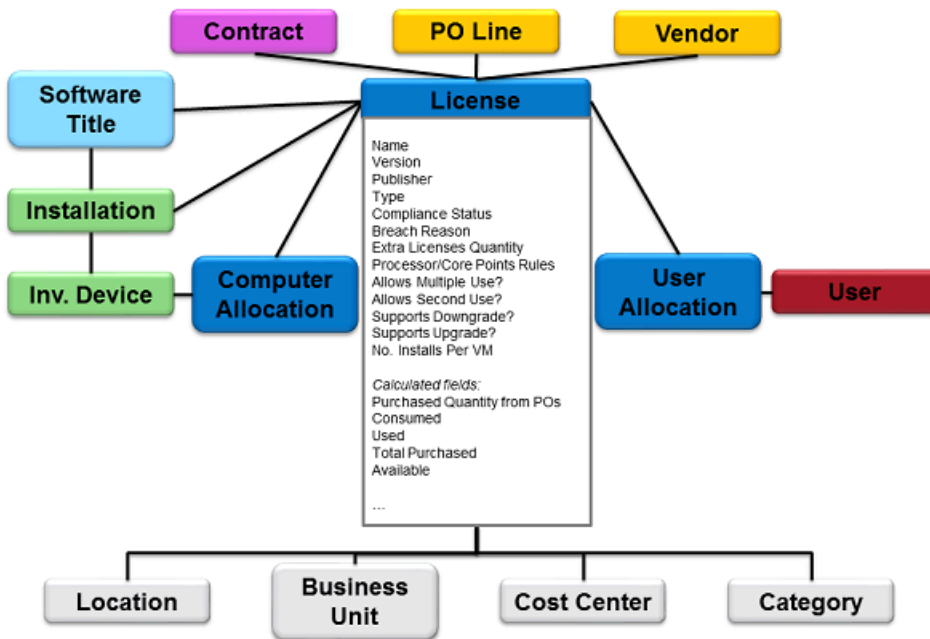 Contract
PO Line
Vendor
Software
Title
License
Name
Version
Publisher
Type
Compliance Status
Breach Reason
Extra Licenses Quantity
Processor/Core Points Rules
Allows Multiple Use?
Allows Second Use?
Supports Downgrade?
Supports Upgrade?
No. Installs Per VM
Calculated fields:
Purchased Quantity from POs
Consumed
Used
Total Purchased
Available
...
Installation
Inv. Device
Computer
Allocation
User
Allocation
User
Location
Business
Unit
Cost Center
Category